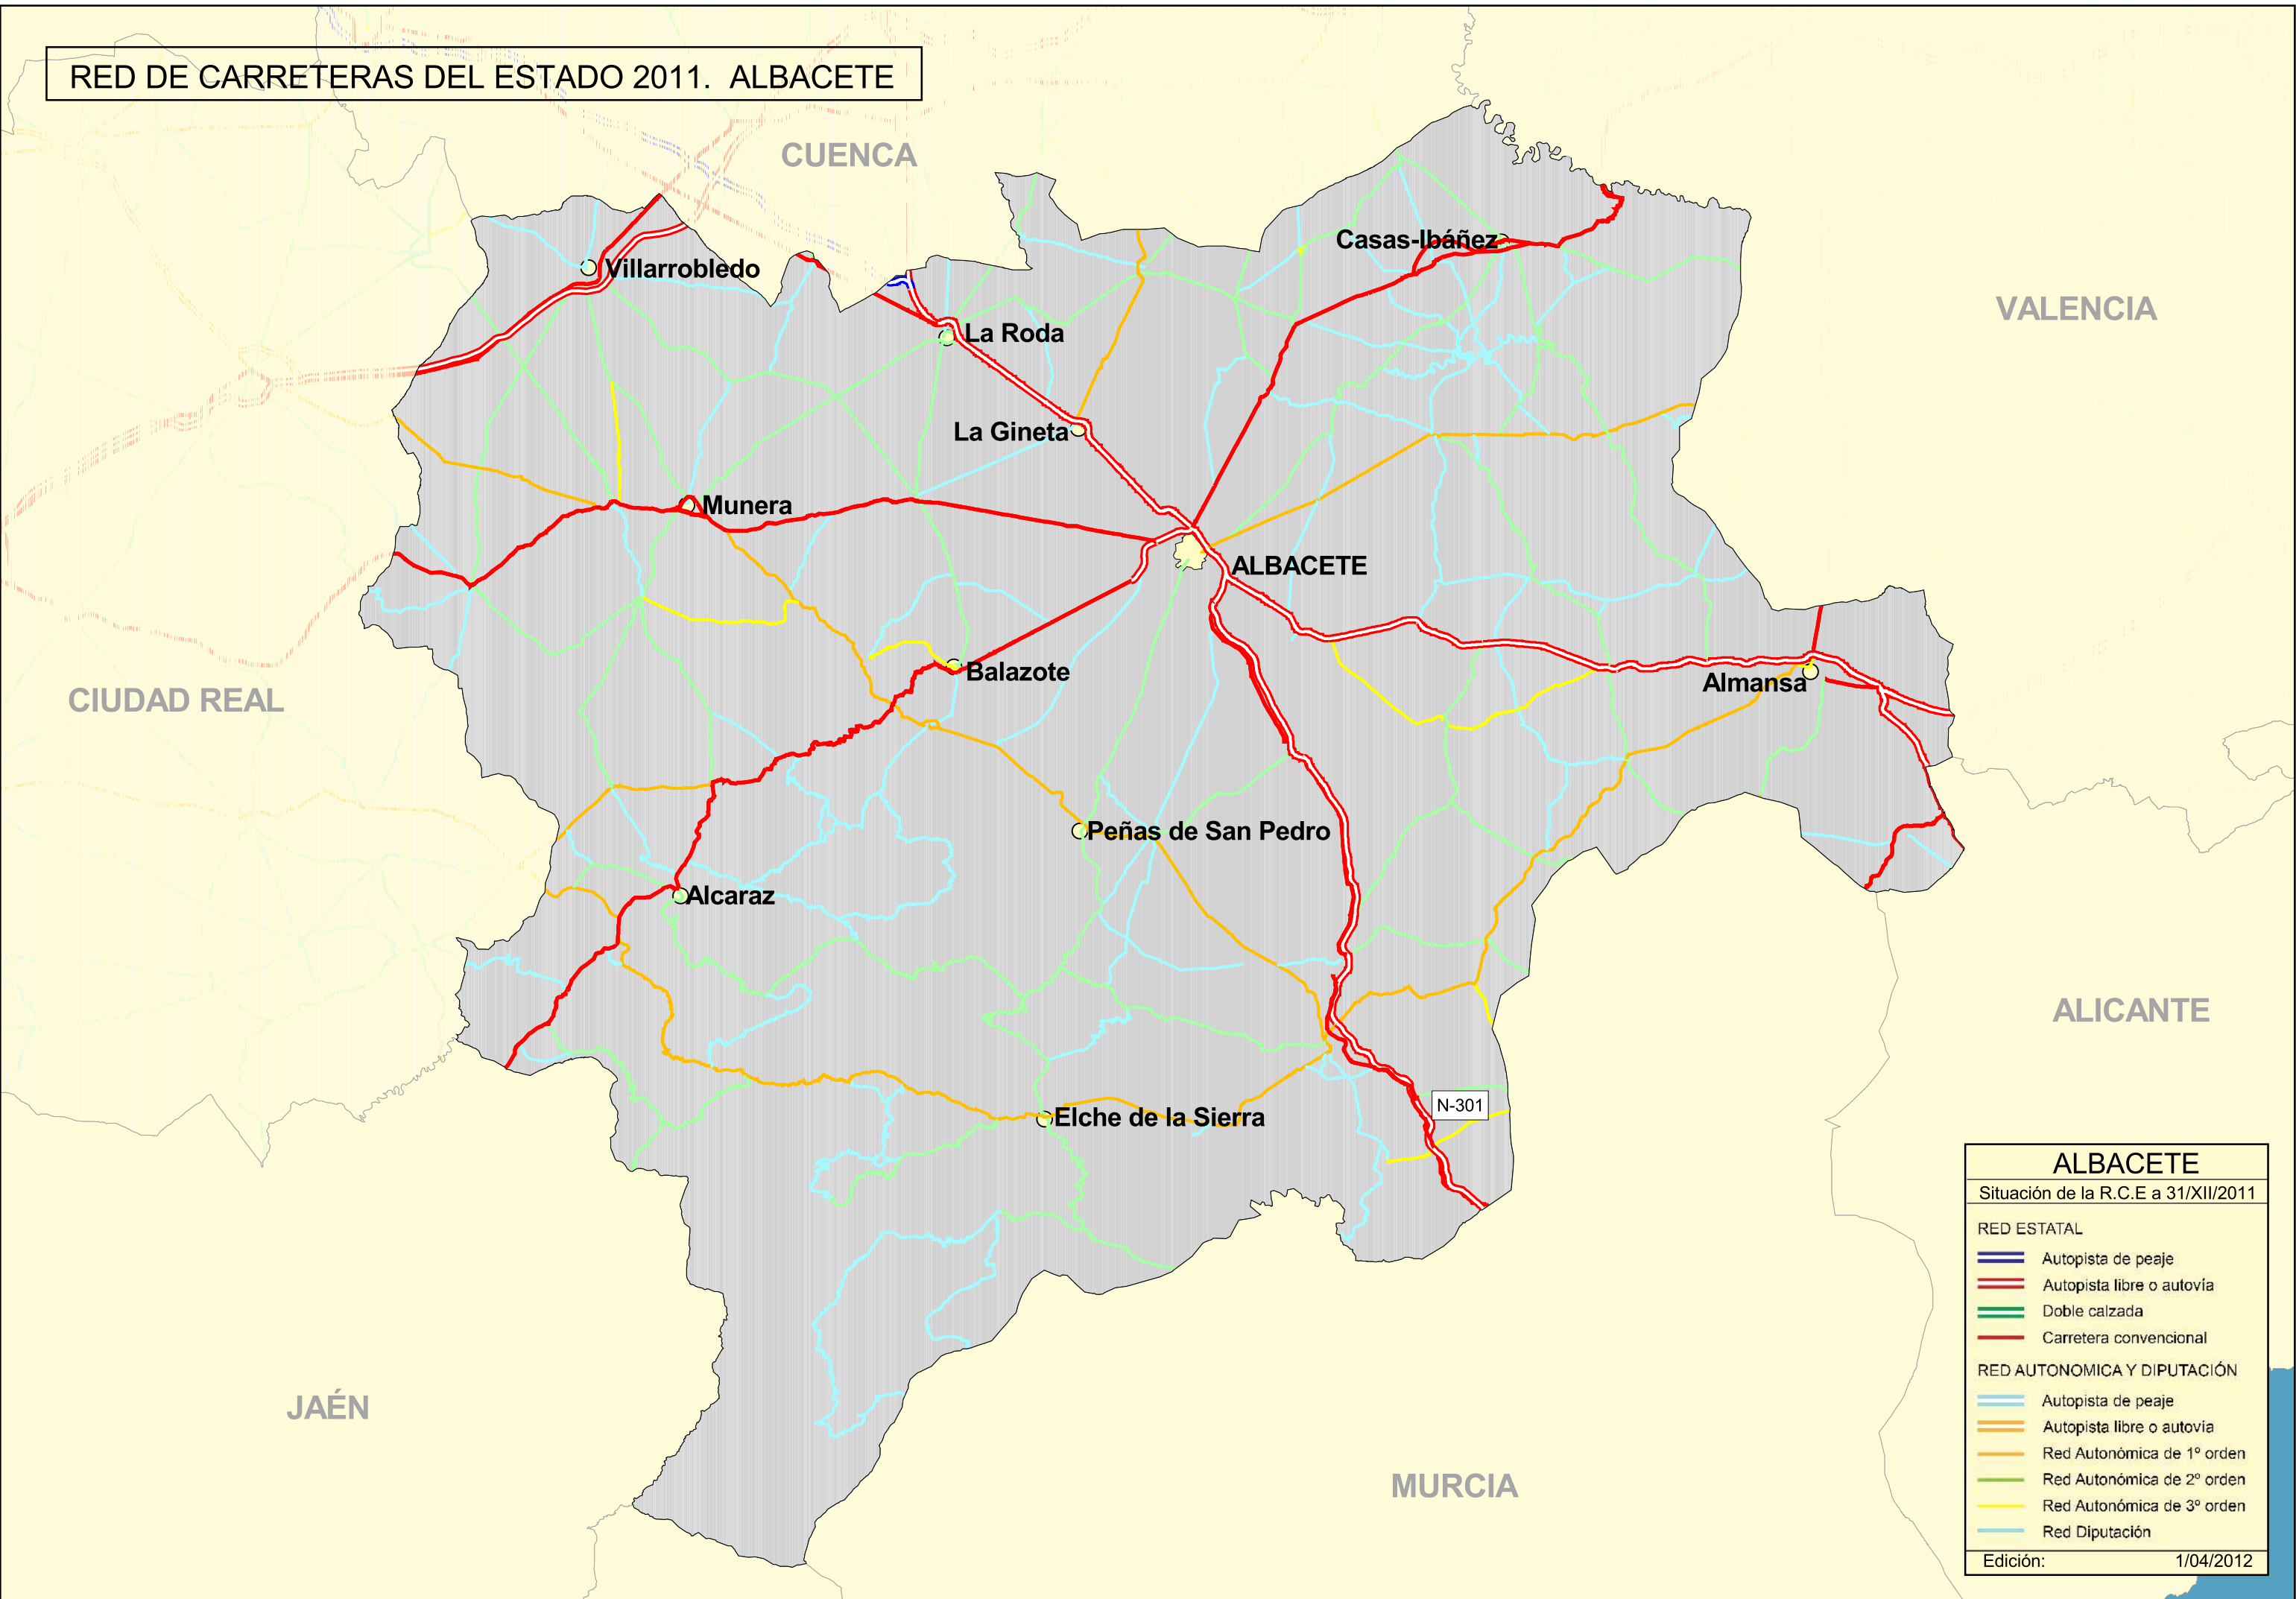 RED DE CARRETERAS DEL ESTADO 2011. ALBACETE
CUENCA
Casas-Ibáñez
Villarrobledo
VALENCIA
La Roda
La Gineta
Munera
ALBACETE
Balazote
Almansa
CIUDAD REAL
Peñas de San Pedro
Alcaraz
ALICANTE
N-301
Elche de la Sierra
JAÉN
MURCIA
ALBACETE
Situación de la R.C.E a 31/XII/2011
RED ESTATAL
Autopista de peaje
Autopista libre o autovía
Doble calzada
Carretera convencional
RED AUTONOMICA Y DIPUTACIÓN
Autopista de peaje
Autopista libre o autovía
Red Autonómica de 1º orden
Red Autonómica de 2º orden
Red Autonómica de 3º orden
Red Diputación
Edición: 1/04/2012